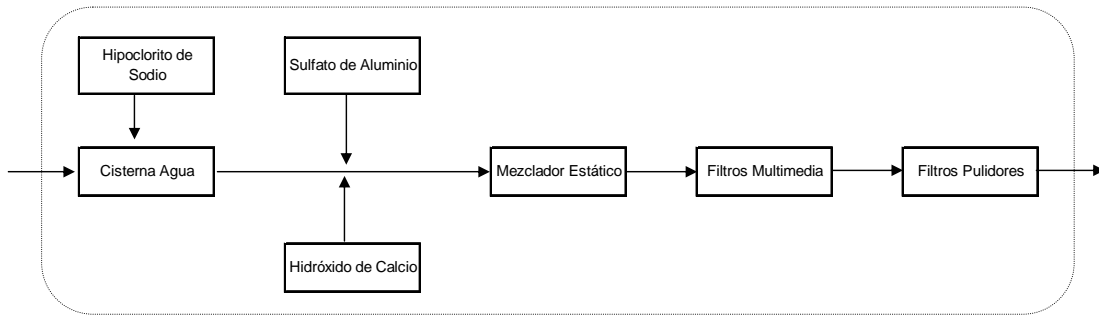 Hipoclorito de
Sodio
Sulfato de Aluminio
Cisterna Agua
Mezclador Estático
Filtros Multimedia
Filtros Pulidores
Hidróxido de Calcio